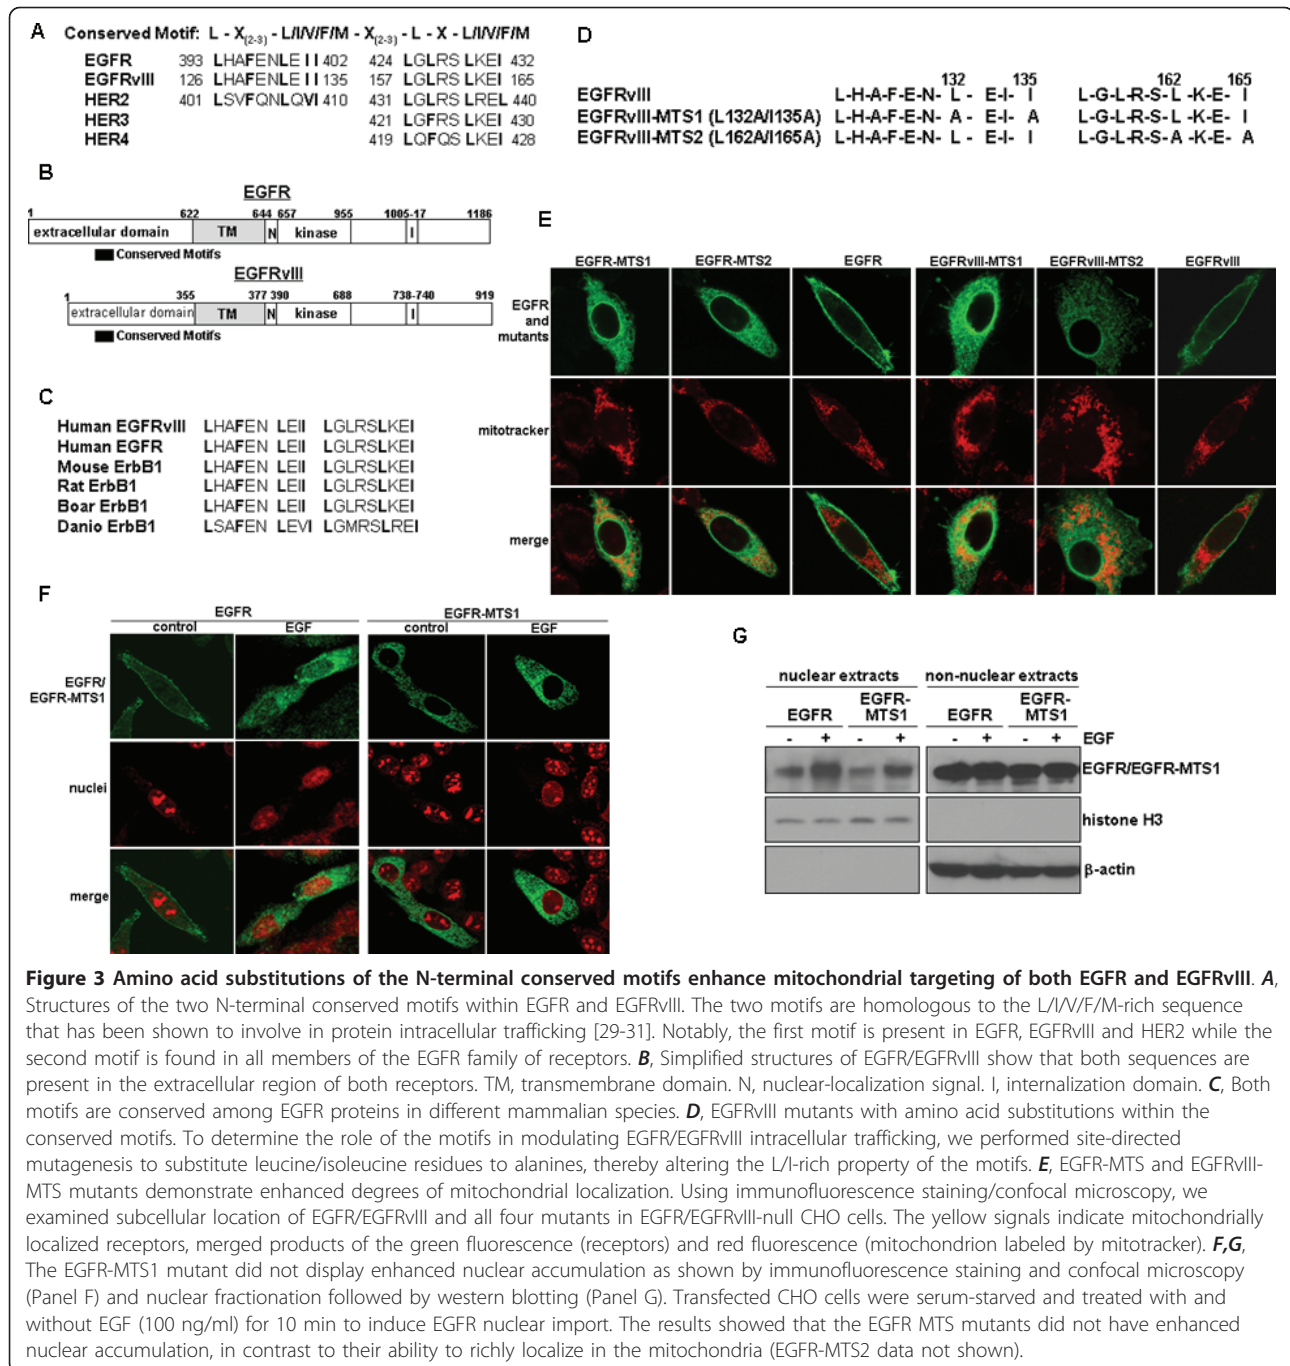 A Conserved Motif: L - X(2-3) - L/I/V/F/M - X(2-3) - L - X - L/I/V/F/M
EGFR 393 LHAFENLE I I 402 424 LGLRS LKEI 432
EGFRvIII 126 LHAFENLE I I 135 157 LGLRS LKEI 165
HER2 401 LSVFQNLQVI 410 431 LGLRS LREL 440
HER3 421 LGFRS LKEI 430
HER4 419 LQFQS LKEI 428
B
EGFR
1 622 644 657 955 1005-17 1186
extracellular domain TM N kinase I
Conserved Motifs
EGFRvIII
1 355 377 390 688 738-740 919
extracellular domain TM N kinase I
Conserved Motifs
C
Human EGFRvIII LHAFEN LEII LGLRSLKEI
Human EGFR LHAFEN LEII LGLRSLKEI
Mouse ErbB1 LHAFEN LEII LGLRSLKEI
Rat ErbB1 LHAFEN LEII LGLRSLKEI
Boar ErbB1 LHAFEN LEII LGLRSLKEI
Danio ErbB1 LSAFEN LEVI LGMRSLREI
D
132 135 162 165
EGFRvIII L-H-A-F-E-N- L - E-I- I L-G-L-R-S-L -K-E- I
EGFRvIII-MTS1 (L132A/I135A) L-H-A-F-E-N- A - E-I- A L-G-L-R-S-L -K-E- I
EGFRvIII-MTS2 (L162A/I165A) L-H-A-F-E-N- L - E-I- I L-G-L-R-S-A -K-E- A
E
EGFR-MTS1 EGFR-MTS2 EGFR EGFRvIII-MTS1 EGFRvIII-MTS2 EGFRvIII
EGFR
and
mutants
mitotracker
merge
F
EGFR EGFR-MTS1
control EGF control EGF
EGFR/
EGFR-MTS1
nuclei
merge
G
nuclear extracts non-nuclear extracts
EGFR EGFR-MTS1 EGFR EGFR-MTS1
- + - + - + - + EGF
EGFR/EGFR-MTS1
histone H3
β-actin
Figure 3 Amino acid substitutions of the N-terminal conserved motifs enhance mitochondrial targeting of both EGFR and EGFRvIII. A,
Structures of the two N-terminal conserved motifs within EGFR and EGFRvIII. The two motifs are homologous to the L/I/V/F/M-rich sequence
that has been shown to involve in protein intracellular trafficking [29-31]. Notably, the first motif is present in EGFR, EGFRvIII and HER2 while the
second motif is found in all members of the EGFR family of receptors. B, Simplified structures of EGFR/EGFRvIII show that both sequences are
present in the extracellular region of both receptors. TM, transmembrane domain. N, nuclear-localization signal. I, internalization domain. C, Both
motifs are conserved among EGFR proteins in different mammalian species. D, EGFRvIII mutants with amino acid substitutions within the
conserved motifs. To determine the role of the motifs in modulating EGFR/EGFRvIII intracellular trafficking, we performed site-directed
mutagenesis to substitute leucine/isoleucine residues to alanines, thereby altering the L/I-rich property of the motifs. E, EGFR-MTS and EGFRvIII-
MTS mutants demonstrate enhanced degrees of mitochondrial localization. Using immunofluorescence staining/confocal microscopy, we
examined subcellular location of EGFR/EGFRvIII and all four mutants in EGFR/EGFRvIII-null CHO cells. The yellow signals indicate mitochondrially
localized receptors, merged products of the green fluorescence (receptors) and red fluorescence (mitochondrion labeled by mitotracker). F,G,
The EGFR-MTS1 mutant did not display enhanced nuclear accumulation as shown by immunofluorescence staining and confocal microscopy
(Panel F) and nuclear fractionation followed by western blotting (Panel G). Transfected CHO cells were serum-starved and treated with and
without EGF (100 ng/ml) for 10 min to induce EGFR nuclear import. The results showed that the EGFR MTS mutants did not have enhanced
nuclear accumulation, in contrast to their ability to richly localize in the mitochondria (EGFR-MTS2 data not shown).